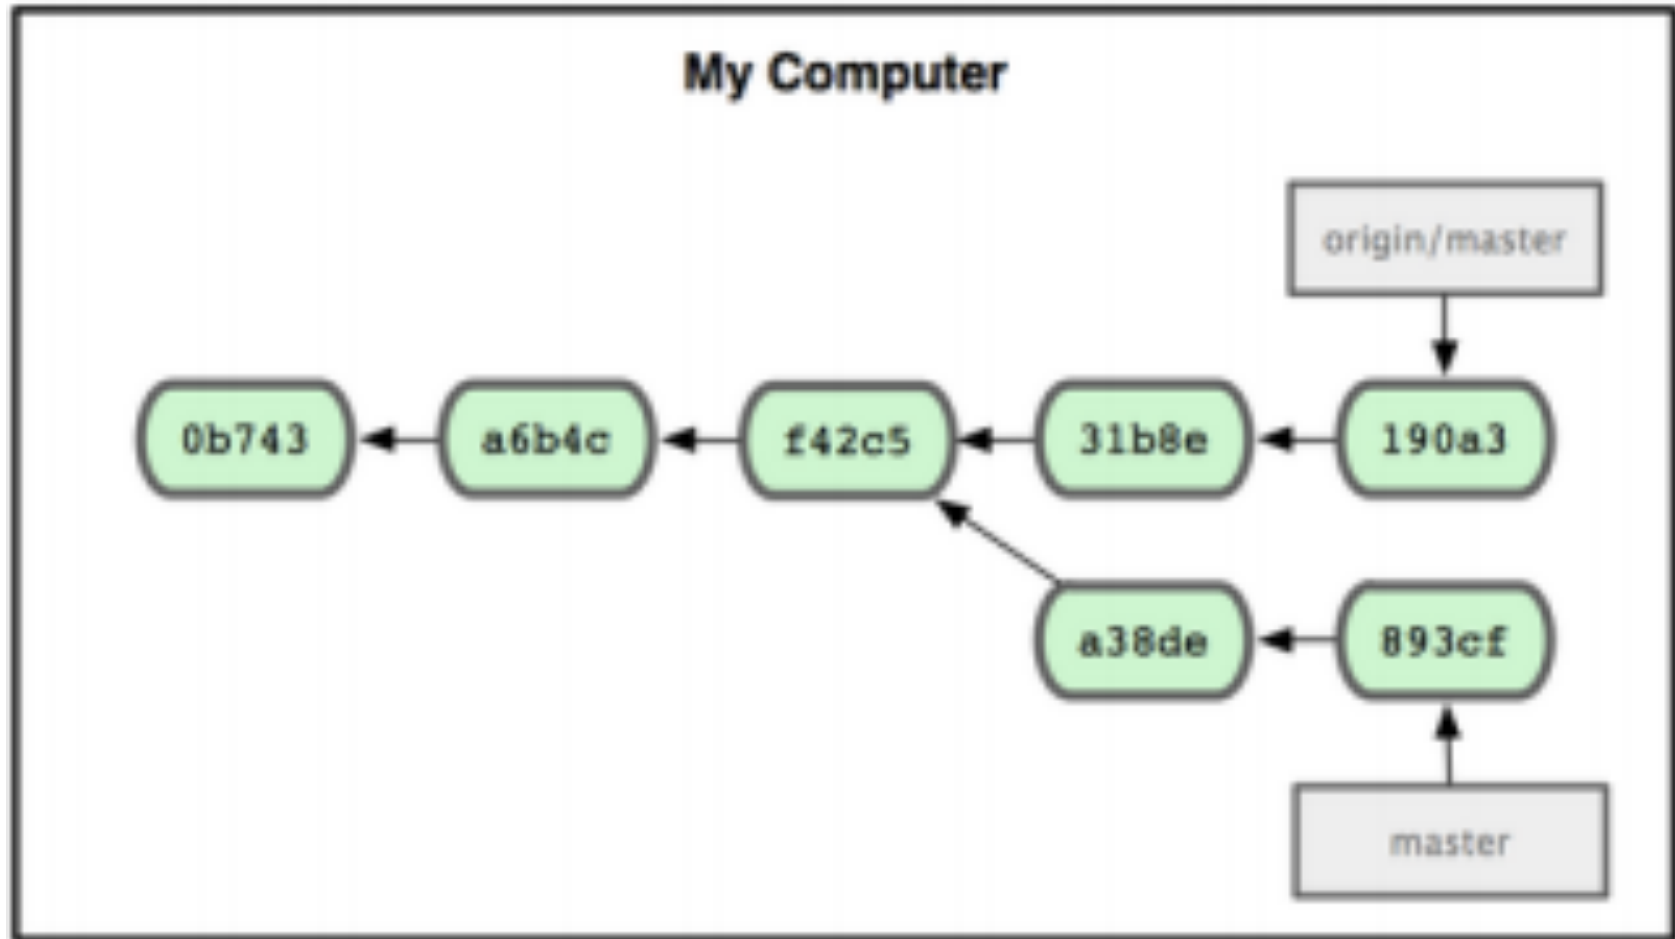 My Computer
origin/master
0b743 a6b4c f42c5 31b8e 190a3
a38de 893cf
master